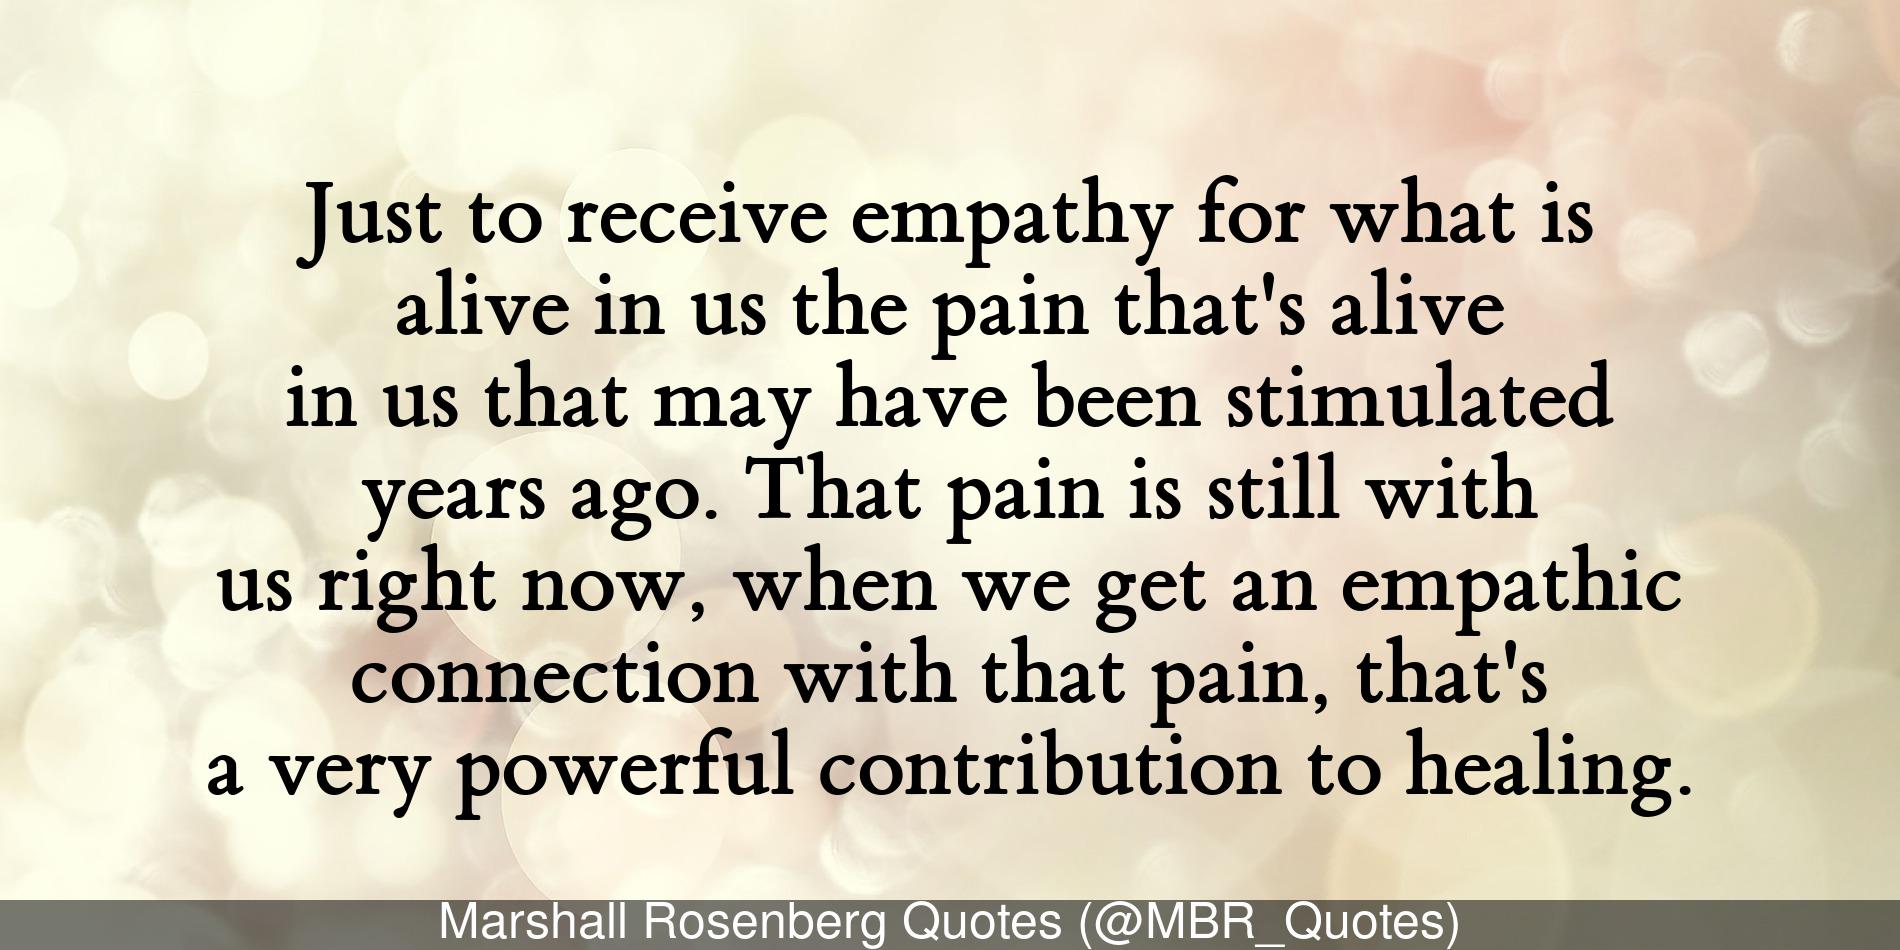 Just to receive empathy for what is
alive in us the pain that's alive
in us that may have been stimulated
years ago. That pain is still with
us right now, when we get an empathic
connection with that pain, that's
a very powerful contribution to healing.
Marshall Rosenberg Quotes (@MBR_Quotes)